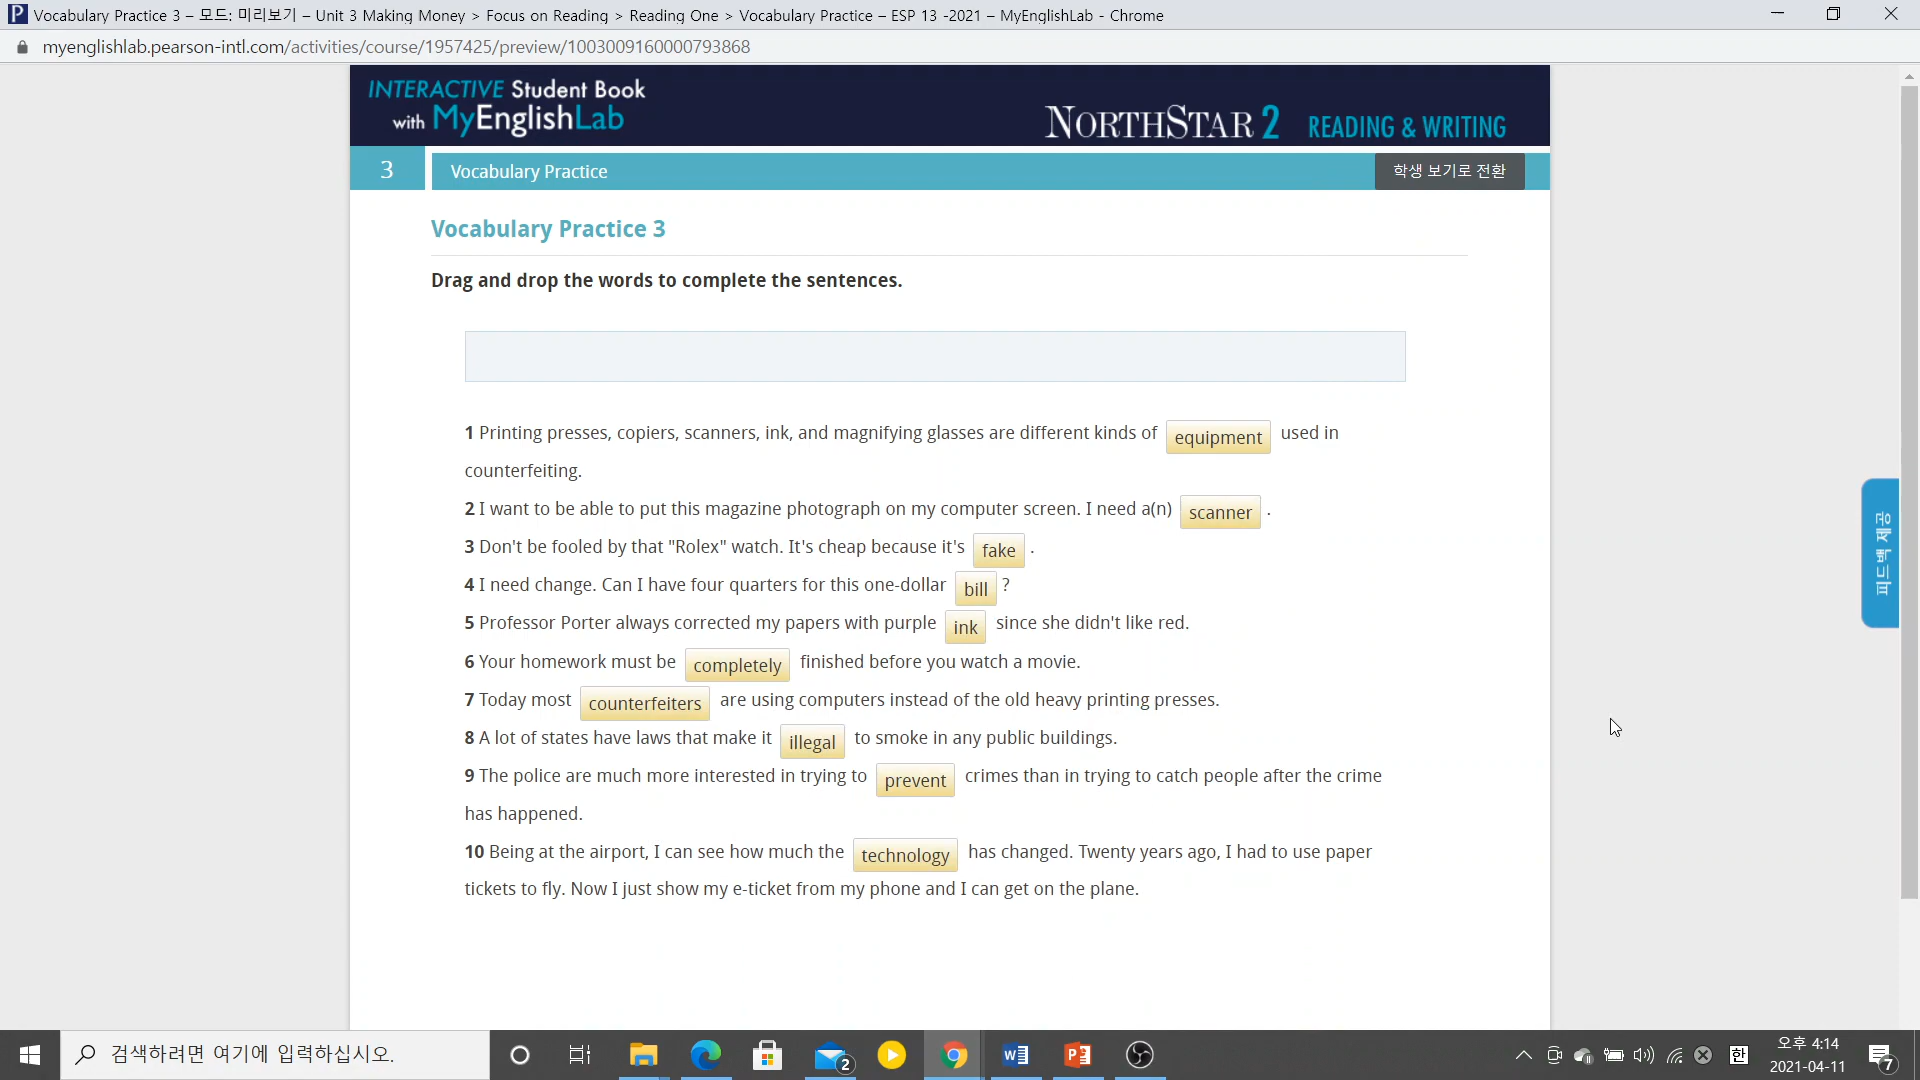 Vocabulary Practice 3 – 모드: 미리보기 – Unit 3 Making Money > Focus on Reading > Reading One > Vocabulary Practice – ESP 13 -2021 – MyEnglishLab - Chrome
myenglishlab.pearson-intl.com/activities/course/1957425/preview/1003009160000793868
INTERACTIVE Student Book
with MyEnglishLab
NORTHSTAR 2 READING & WRITING
3 Vocabulary Practice 학생 보기로 전환
Vocabulary Practice 3
Drag and drop the words to complete the sentences.
1 Printing presses, copiers, scanners, ink, and magnifying glasses are different kinds of equipment used in
counterfeiting.
2 I want to be able to put this magazine photograph on my computer screen. I need a(n) scanner .
3 Don't be fooled by that "Rolex" watch. It's cheap because it's fake .
4 I need change. Can I have four quarters for this one-dollar bill ?
5 Professor Porter always corrected my papers with purple ink since she didn't like red.
6 Your homework must be completely finished before you watch a movie.
7 Today most counterfeiters are using computers instead of the old heavy printing presses.
8 A lot of states have laws that make it illegal to smoke in any public buildings.
9 The police are much more interested in trying to prevent crimes than in trying to catch people after the crime
has happened.
10 Being at the airport, I can see how much the technology has changed. Twenty years ago, I had to use paper
tickets to fly. Now I just show my e-ticket from my phone and I can get on the plane.
피드백 제공
검색하려면 여기에 입력하십시오.
2
한
오후 4:14
2021-04-11
7